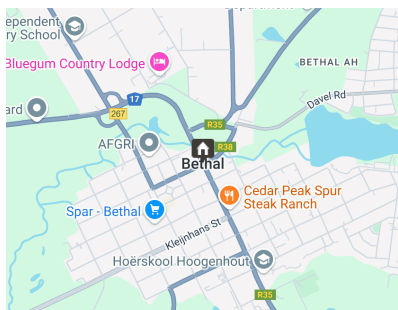 ependent
ry School
Bluegum Country Lodge
BETHAL AH
17
267
Davel Rd
ard
R35
AFGRI
R38
Bethal
Cedar Peak Spur
Steak Ranch
Spar - Bethal
Kleijnhans St
Hoërskool Hoogenhout
R35